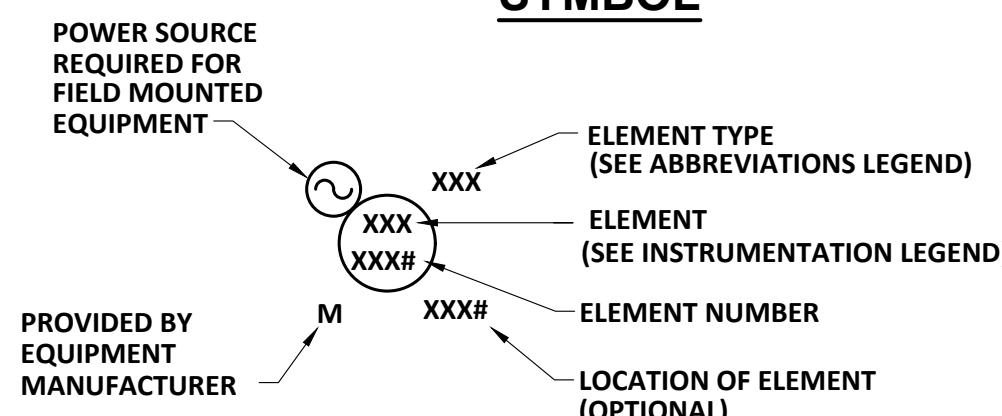 SYMBOL
POWER SOURCE
REQUIRED FOR
FIELD MOUNTED
EQUIPMENT
ELEMENT TYPE
(SEE ABBREVIATIONS LEGEND)
XXX
XXX
XXX#
ELEMENT
(SEE INSTRUMENTATION LEGEND
M
XXX#
ELEMENT NUMBER
PROVIDED BY
EQUIPMENT
MANUFACTURER
LOCATION OF ELEMENT
(OPTIONAL)